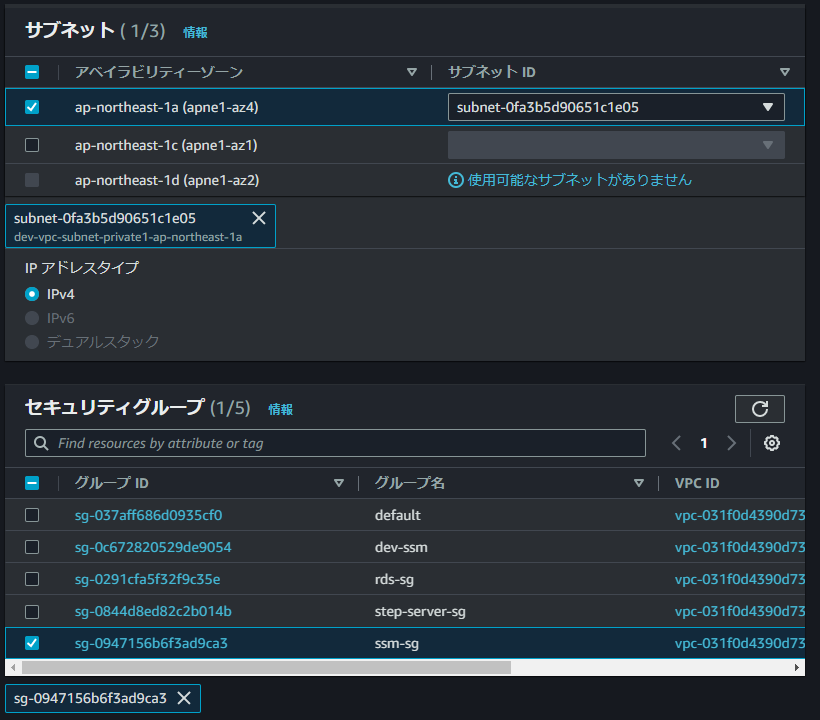 サブネット (1/3) 情報
アベイラビリティーゾーン サブネット ID
ap-northeast-1a (apne1-az4) subnet-0fa3b5d90651c1e05
ap-northeast-1c (apne1-az1)
ap-northeast-1d (apne1-az2) 使用可能なサブネットがありません
subnet-0fa3b5d90651c1e05
dev-vpc-subnet-private1-ap-northeast-1a
IP アドレスタイプ
IPv4
IPv6
デュアルスタック
セキュリティグループ (1/5) 情報
Find resources by attribute or tag 1
グループ ID グループ名 VPC ID
sg-037aff686d0935cf0 default vpc-031f0d4390d73
sg-0c672820529de9054 dev-ssm vpc-031f0d4390d73
sg-0291cfa5f32f9c35e rds-sg vpc-031f0d4390d73
sg-0844d8ed82c2b014b step-server-sg vpc-031f0d4390d73
sg-0947156b6f3ad9ca3 ssm-sg vpc-031f0d4390d73
sg-0947156b6f3ad9ca3